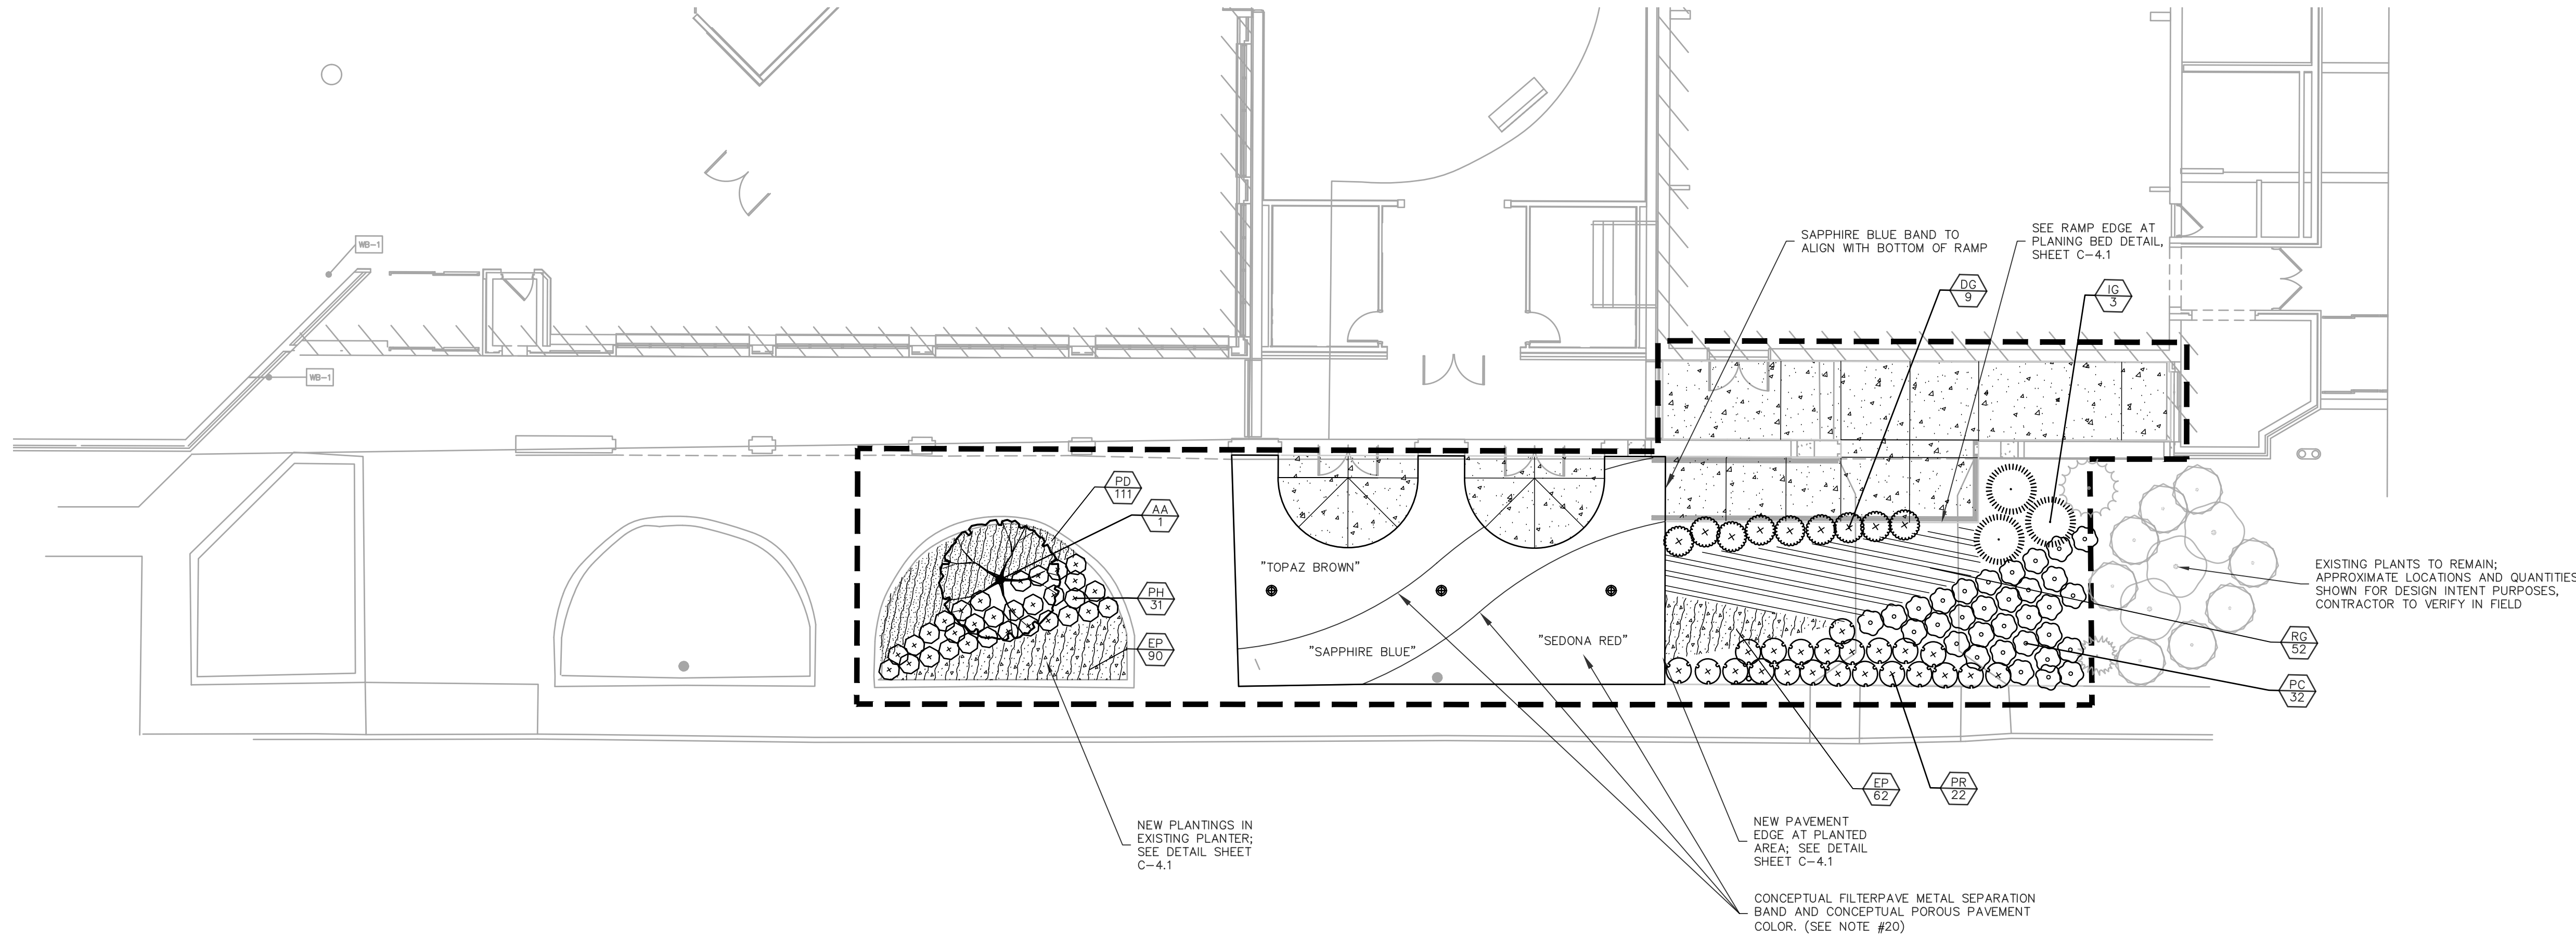 WB-1
WB-1
SAPPHIRE BLUE BAND TO
ALIGN WITH BOTTOM OF RAMP
SEE RAMP EDGE AT
PLANING BED DETAIL,
SHEET C-4.1
DG
9
IG
3
PD
111
AA
1
PH
31
EP
90
"TOPAZ BROWN"
"SAPPHIRE BLUE"
"SEDONA RED"
EXISTING PLANTS TO REMAIN;
APPROXIMATE LOCATIONS AND QUANTITIES
SHOWN FOR DESIGN INTENT PURPOSES,
CONTRACTOR TO VERIFY IN FIELD
RG
52
PC
32
EP
62
PR
22
NEW PLANTINGS IN
EXISTING PLANTER;
SEE DETAIL SHEET
C-4.1
NEW PAVEMENT
EDGE AT PLANTED
AREA; SEE DETAIL
SHEET C-4.1
CONCEPTUAL FILTERPAVE METAL SEPARATION
BAND AND CONCEPTUAL POROUS PAVEMENT
COLOR. (SEE NOTE #20)